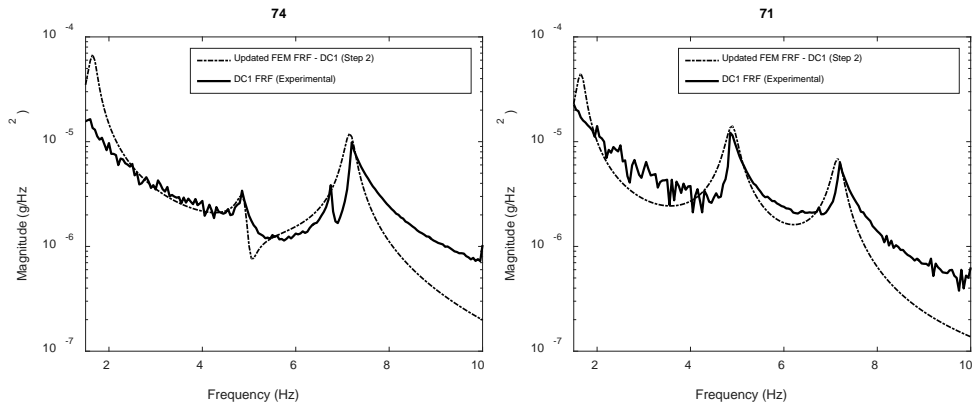 74
10 -4
10 -5
10 -6
10 -7
Magnitude (g/Hz 2 )
2
4
6
8
10
Frequency (Hz)
Updated FEM FRF - DC1 (Step 2)
DC1 FRF (Experimental)
71
10 -4
10 -5
10 -6
10 -7
Magnitude (g/Hz 2 )
2
4
6
8
10
Frequency (Hz)
Updated FEM FRF - DC1 (Step 2)
DC1 FRF (Experimental)